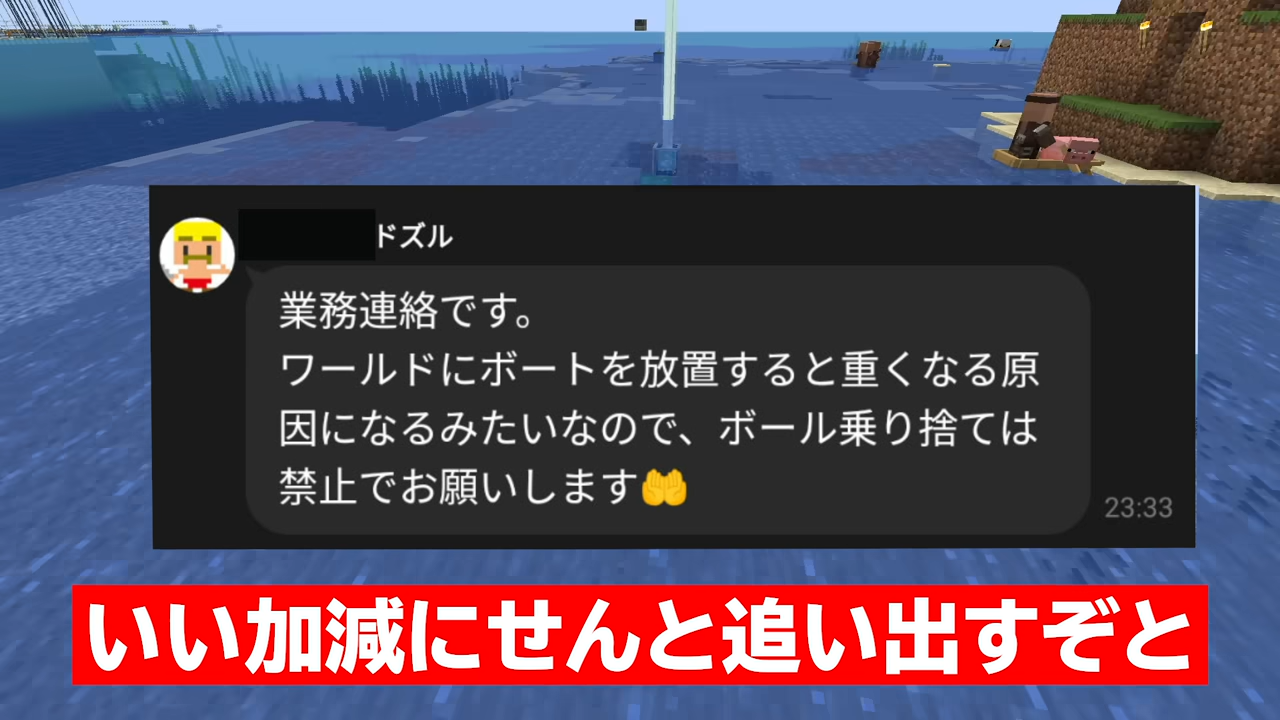 ドズル
業務連絡です。
ワールドにボートを放置すると重くなる原
因になるみたいなので、ボール乗り捨ては
禁止でお願いします🤲
23:33
いい加減にせんと追い出すぞと